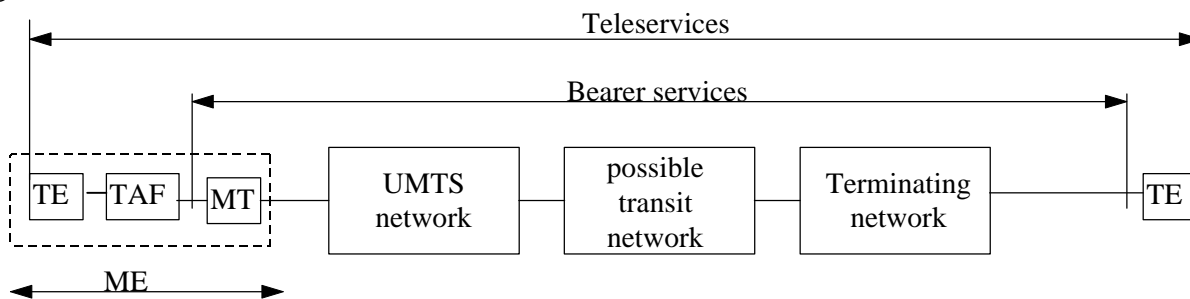 Teleservices
Bearer services
TE
TAF
MT
UMTS
network
possible
transit
network
Terminating
network
TE
ME